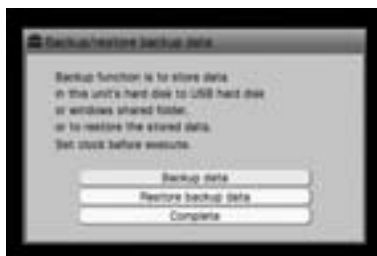 Backup/restore backup data
Backup function is to store data
in this unit's hard disk to USB hard disk
or windows shared folder,
or to restore the stored data.
Set clock before execute.
Backup data
Restore backup data
Complete